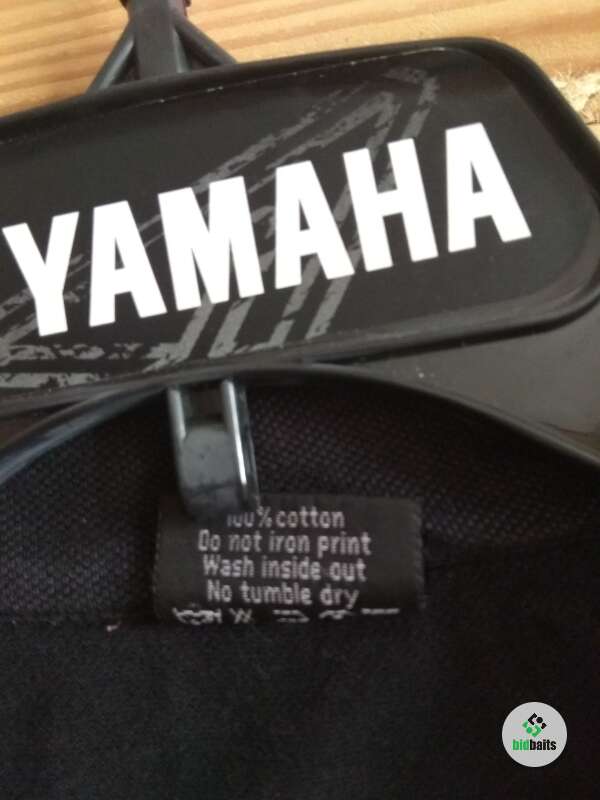 YAMAHA
100% cotton
Do not iron print
Wash inside out
No tumble dry
bidbaits